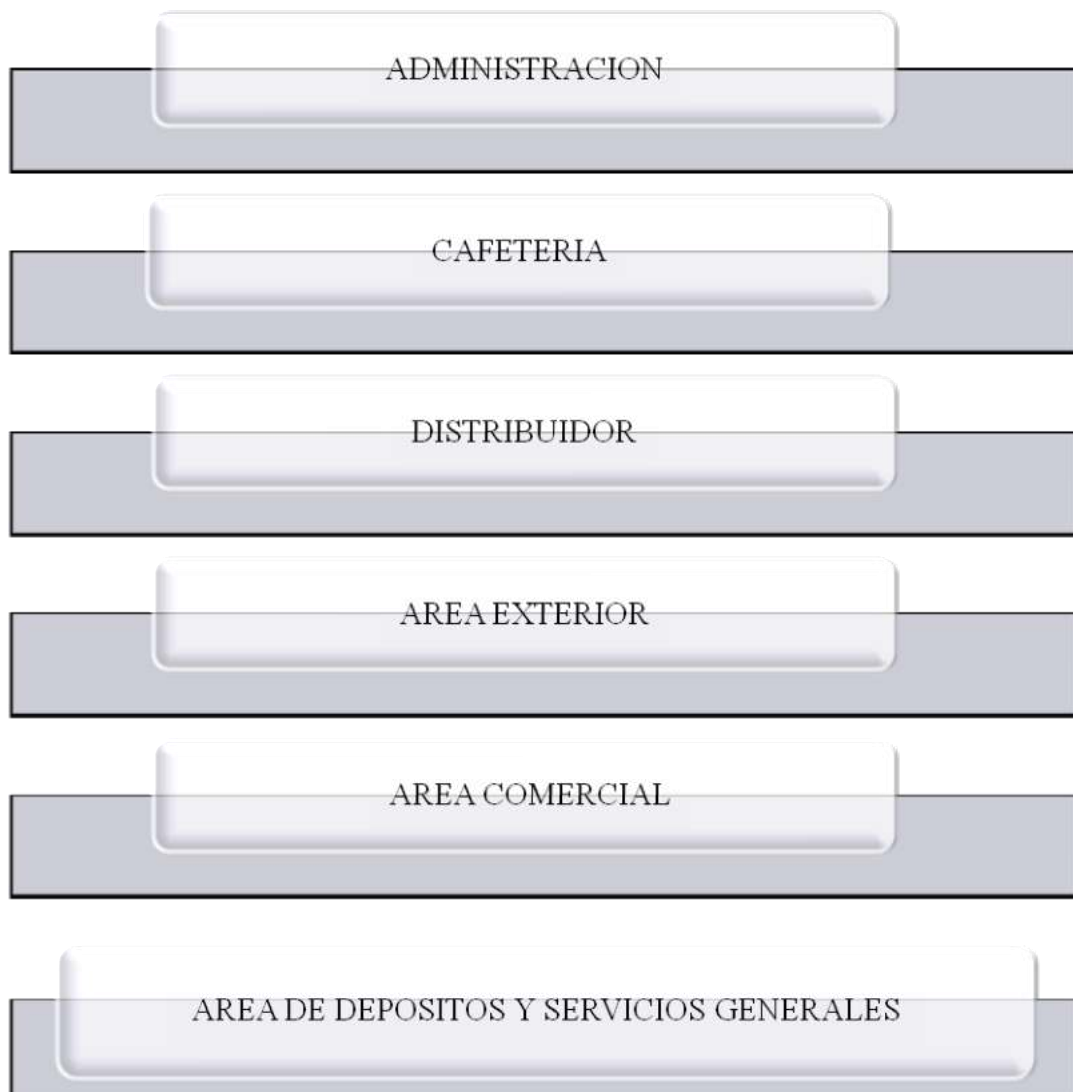 ADMINISTRACION
CAFETERIA
DISTRIBUIDOR
AREA EXTERIOR
AREA COMERCIAL
AREA DE DEPOSITOS Y SERVICIOS GENERALES